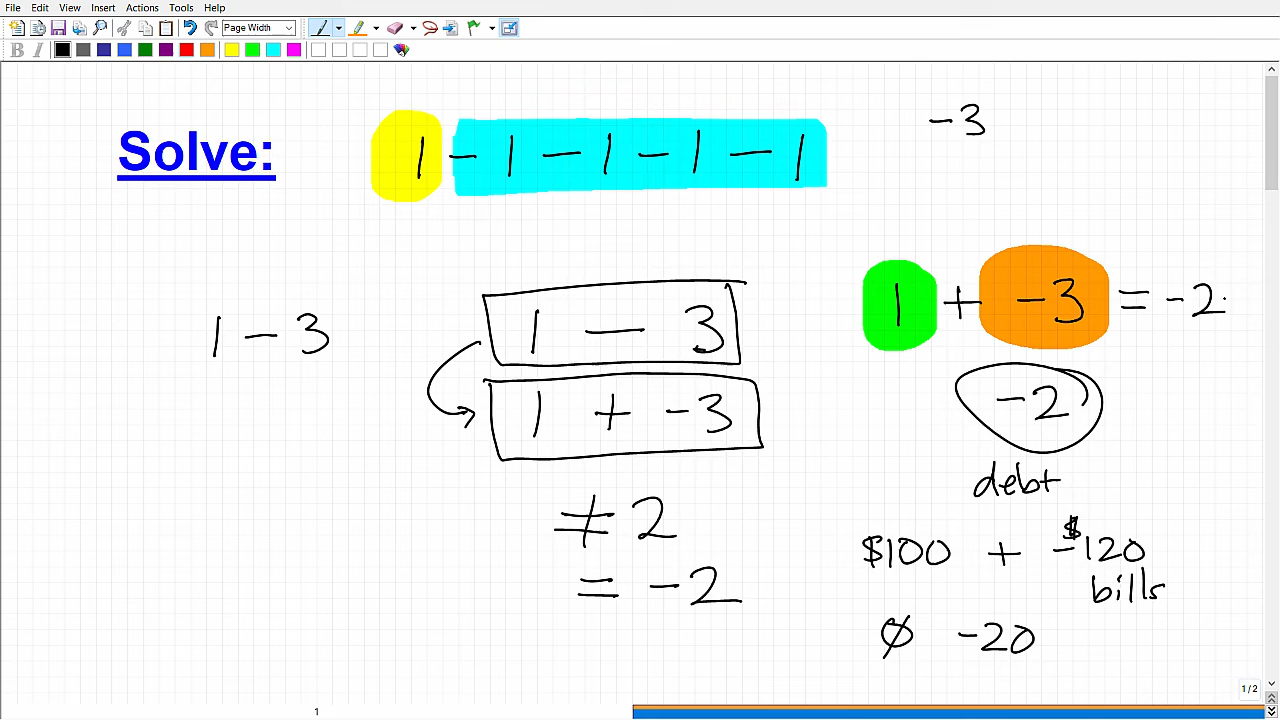 File Edit View Insert Actions Tools Help
Page Width
B I
-3
Solve: 1 - 1 - 1 - 1 - 1
1 + -3 = -2
1 - 3
1 - 3
1 + -3
-2
debt
≠ 2
= -2
$100 + -$120
bills
∅ -20
1/2
1